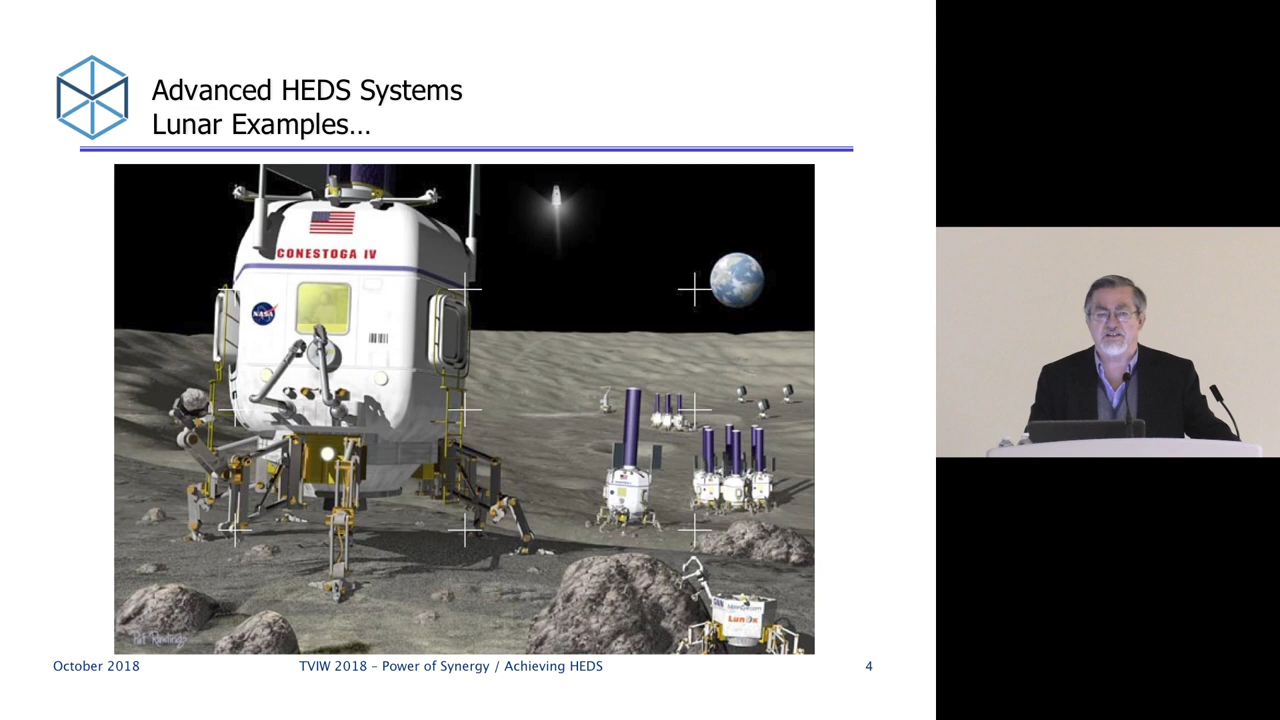 Advanced HEDS Systems
Lunar Examples...
CONESTOGA IV
NASA
Pat Rawlings
LunOx
October 2018
TVIW 2018 – Power of Synergy / Achieving HEDS
4